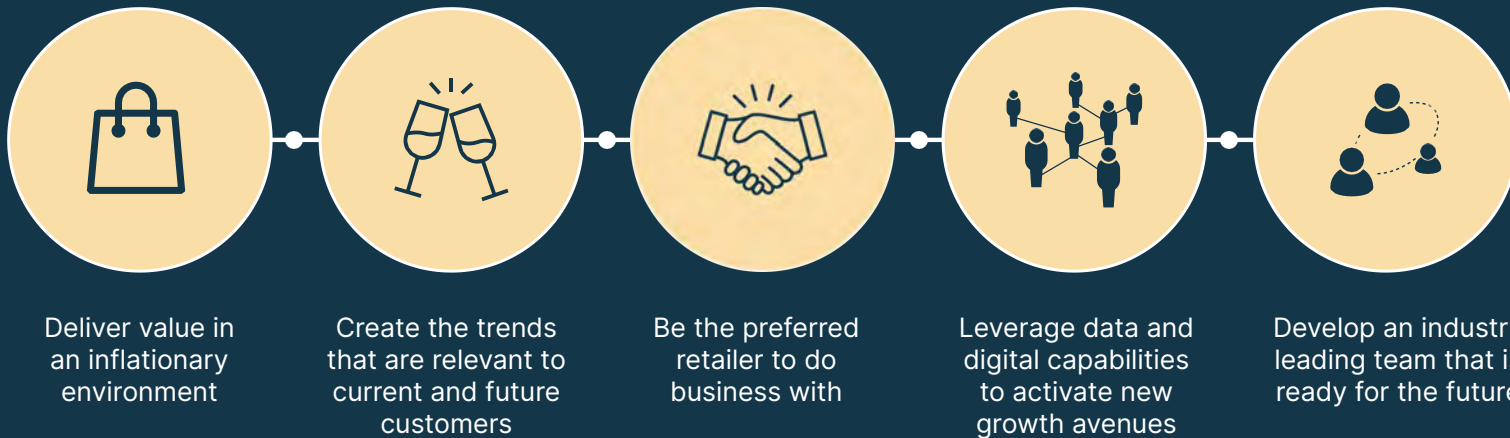 Deliver value in
an inflationary
environment
Create the trends
that are relevant to
current and future
customers
Be the preferred
retailer to do
business with
Leverage data and
digital capabilities
to activate new
growth avenues
Develop an industr
leading team that i
ready for the future